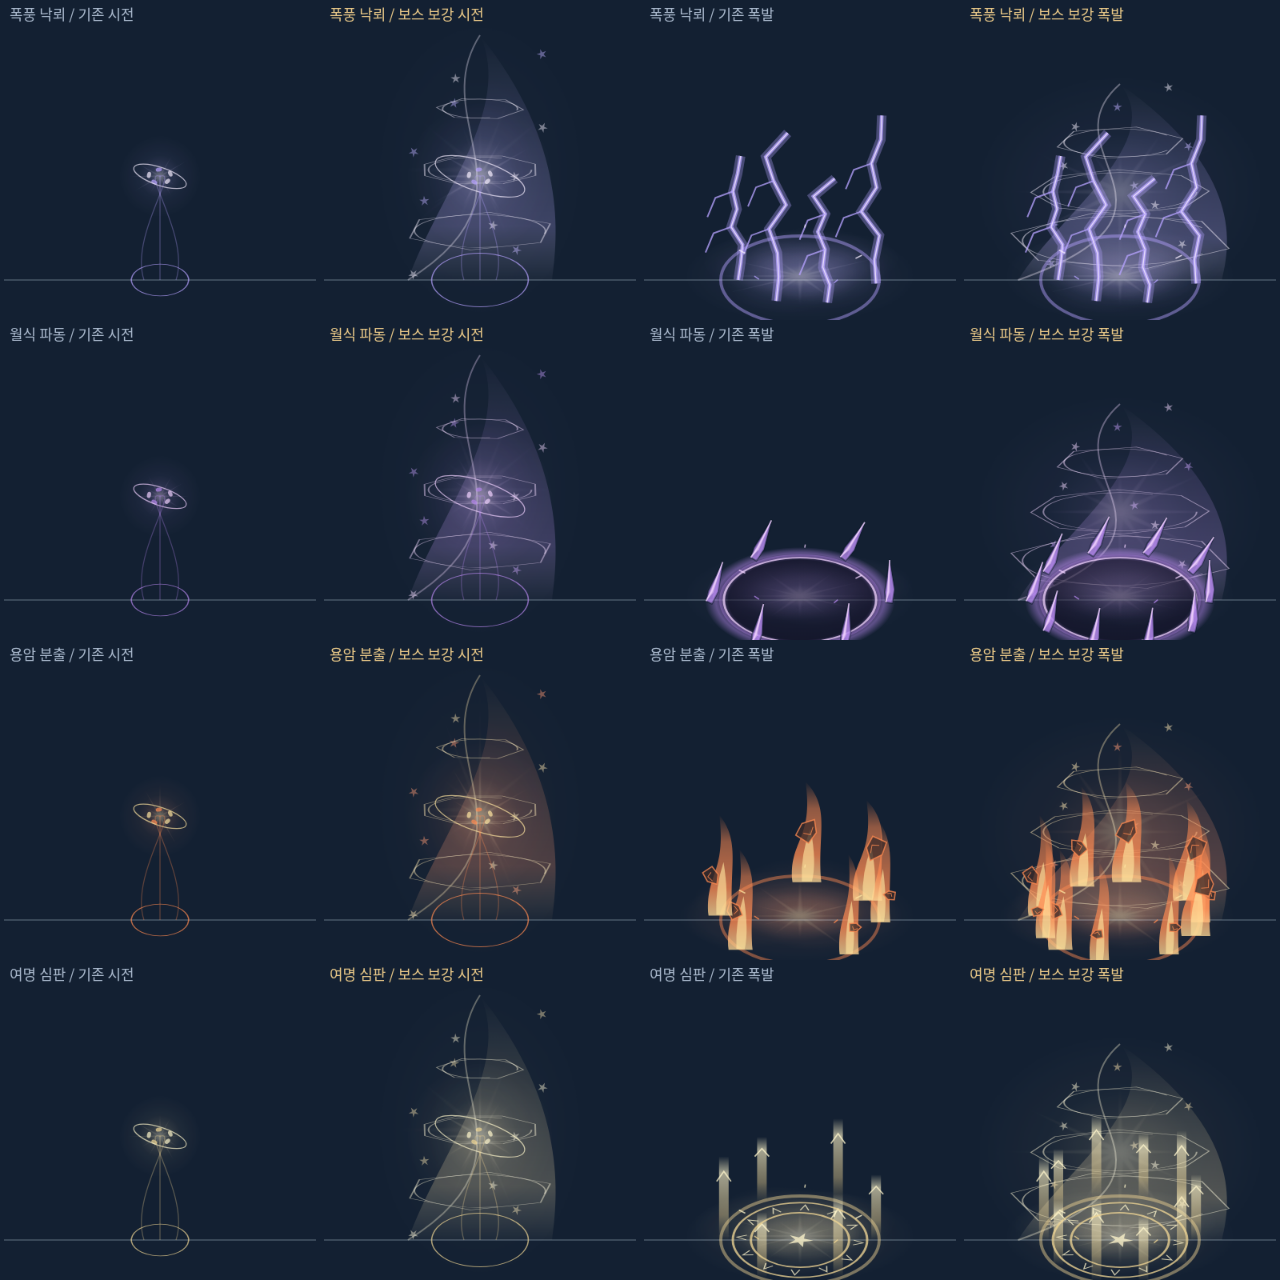 폭풍 낙뢰 / 기존 시전
폭풍 낙뢰 / 보스 보강 시전
폭풍 낙뢰 / 기존 폭발
폭풍 낙뢰 / 보스 보강 폭발
월식 파동 / 기존 시전
월식 파동 / 보스 보강 시전
월식 파동 / 기존 폭발
월식 파동 / 보스 보강 폭발
용암 분출 / 기존 시전
용암 분출 / 보스 보강 시전
용암 분출 / 기존 폭발
용암 분출 / 보스 보강 폭발
여명 심판 / 기존 시전
여명 심판 / 보스 보강 시전
여명 심판 / 기존 폭발
여명 심판 / 보스 보강 폭발